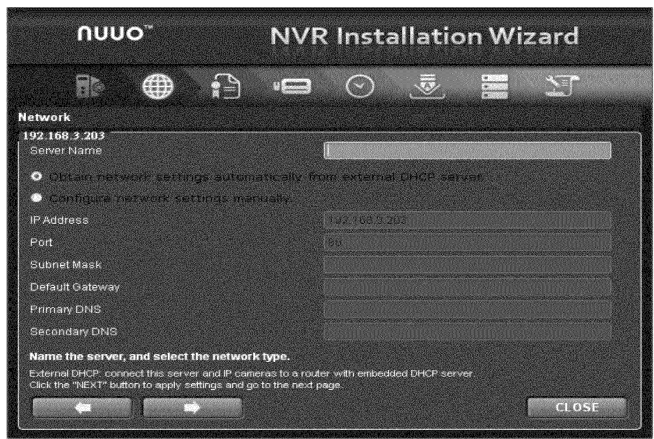 nuuo™
NVR Installation Wizard
Network
192.168.3.203
Server Name
Obtain network settings automatically from external DHCP server.
Configure network settings manually.
IP Address 192.168.3.203
Port 80
Subnet Mask
Default Gateway
Primary DNS
Secondary DNS
Name the server, and select the network type.
External DHCP: connect this server and IP cameras to a router with embedded DHCP server.
Click the "NEXT" button to apply settings and go to the next page.
CLOSE